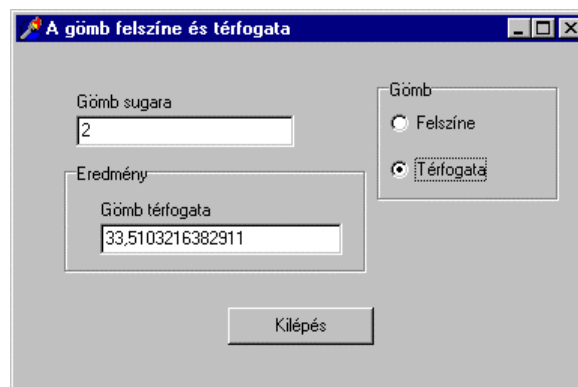 A gömb felszíne és térfogata
Gömb sugara
2
Gömb
Felszíne
Térfogata
Eredmény
Gömb térfogata
33,5103216382911
Kilépés